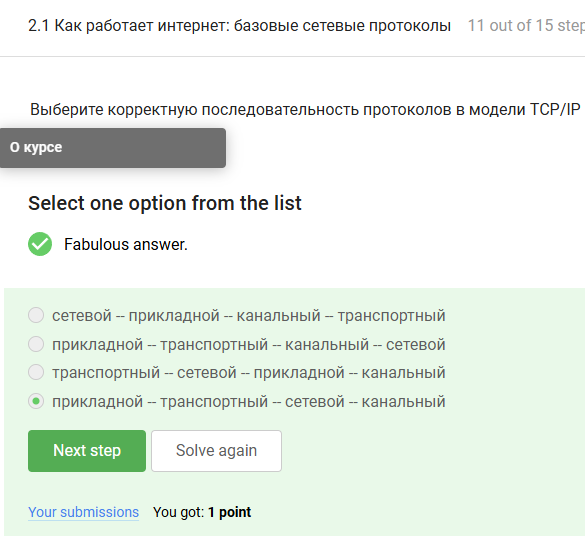 2.1 Как работает интернет: базовые сетевые протоколы 11 out of 15 step
Выберите корректную последовательность протоколов в модели TCP/IP
О курсе
Select one option from the list
Fabulous answer.
сетевой -- прикладной -- канальный -- транспортный
прикладной -- транспортный -- канальный -- сетевой
транспортный -- сетевой -- прикладной -- канальный
прикладной -- транспортный -- сетевой -- канальный
Next step Solve again
Your submissions You got: 1 point